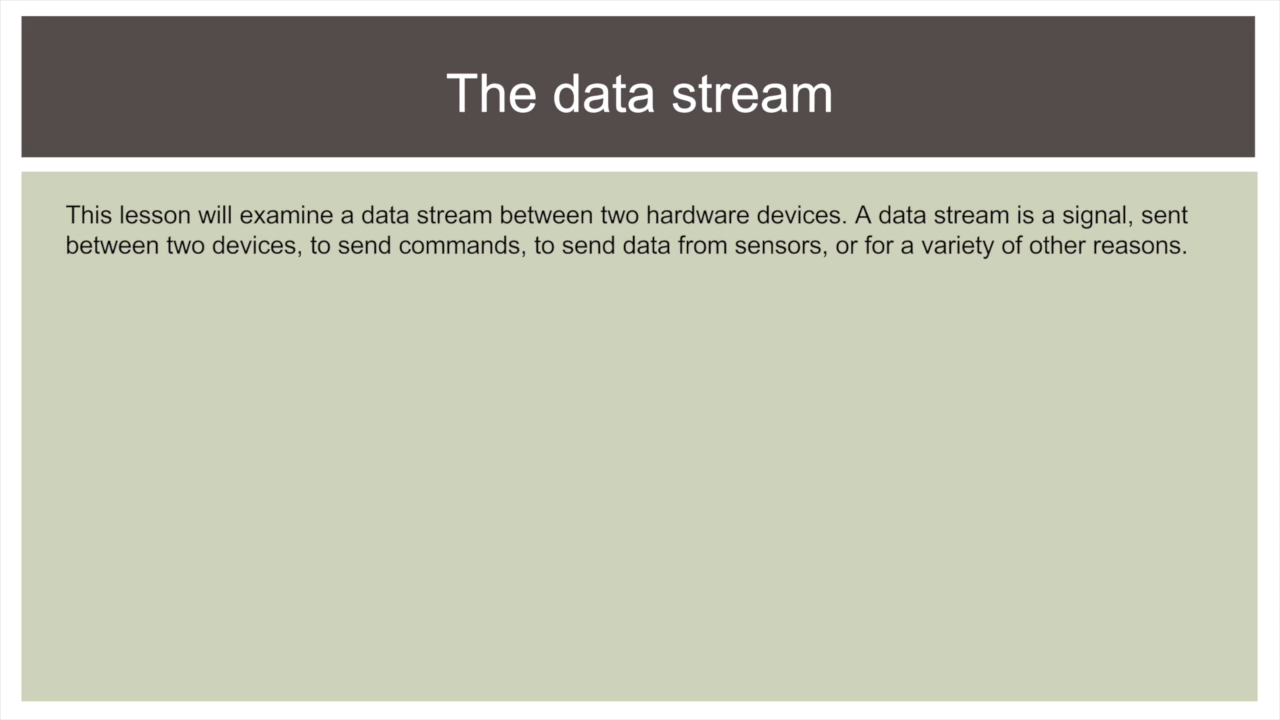 The data stream
This lesson will examine a data stream between two hardware devices. A data stream is a signal, sent
between two devices, to send commands, to send data from sensors, or for a variety of other reasons.